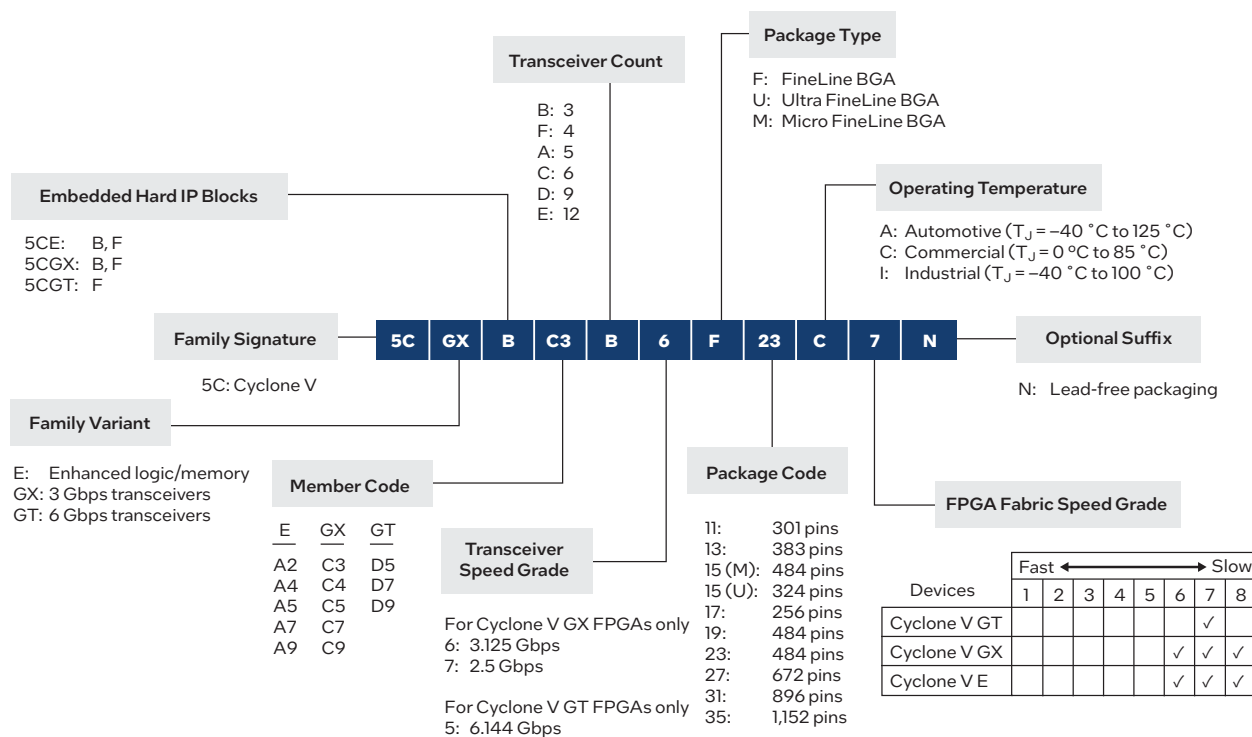 Package Type
F: FineLine BGA
U: Ultra FineLine BGA
M: Micro FineLine BGA
Transceiver Count
B: 3
F: 4
A: 5
C: 6
D: 9
E: 12
Embedded Hard IP Blocks
5CE: B, F
5CGX: B, F
5CGT: F
Operating Temperature
A: Automotive (TJ = –40 ˚C to 125 ˚C)
C: Commercial (TJ = 0 ºC to 85 ˚C)
I: Industrial (TJ = –40 ˚C to 100 ˚C)
Family Signature
5C GX B C3 B 6 F 23 C 7 N
Optional Suffix
5C: Cyclone V
N: Lead-free packaging
Family Variant
E: Enhanced logic/memory
GX: 3 Gbps transceivers
GT: 6 Gbps transceivers
Member Code
E GX GT
A2 C3 D5
A4 C4 D7
A5 C5 D9
A7 C7
A9 C9
Transceiver
Speed Grade
For Cyclone V GX FPGAs only
6: 3.125 Gbps
7: 2.5 Gbps
For Cyclone V GT FPGAs only
5: 6.144 Gbps
Package Code
11: 301 pins
13: 383 pins
15 (M): 484 pins
15 (U): 324 pins
17: 256 pins
19: 484 pins
23: 484 pins
27: 672 pins
31: 896 pins
35: 1,152 pins
FPGA Fabric Speed Grade
Fast Slow
Devices 1 2 3 4 5 6 7 8
Cyclone V GT ✓
Cyclone V GX ✓ ✓ ✓
Cyclone V E ✓ ✓ ✓